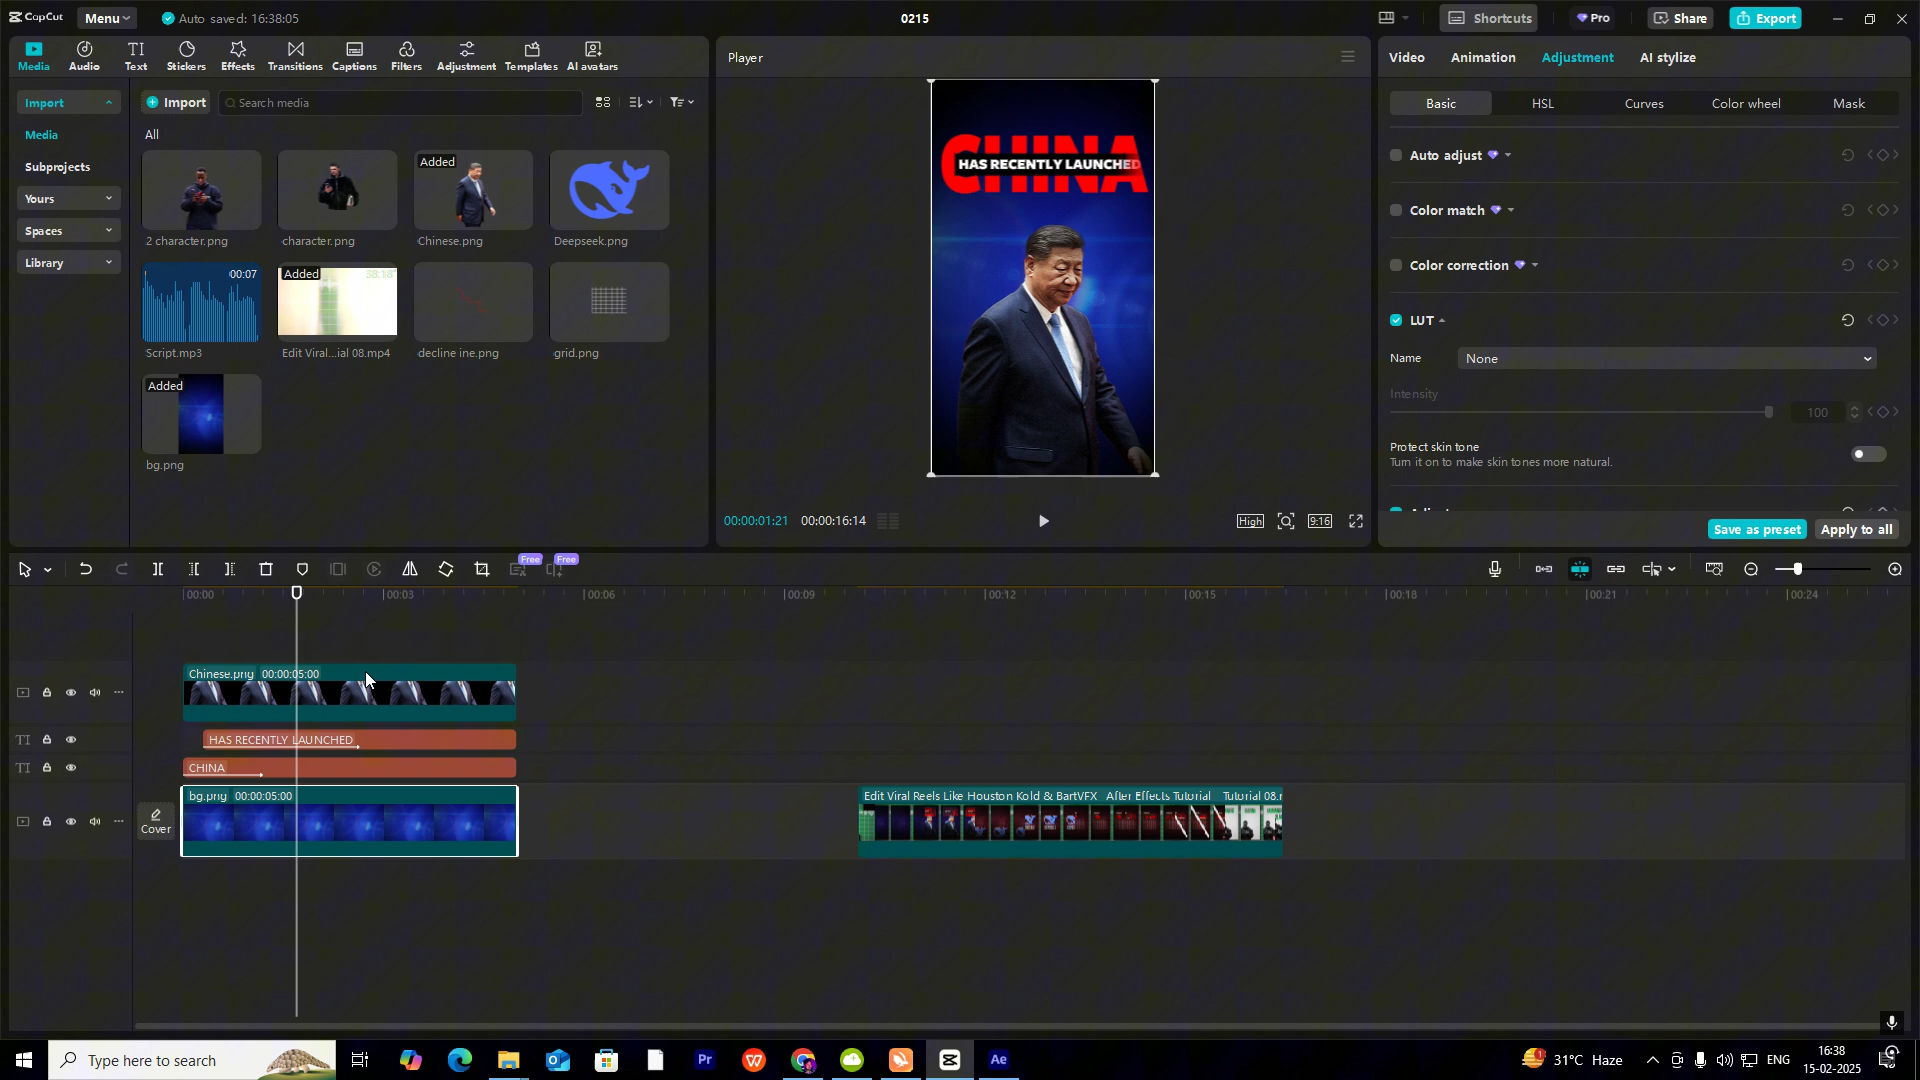 CapCut
Menu
Auto saved: 16:38:05
0215
Shortcuts
Pro
Share
Export
Media
Audio
Text
Stickers
Effects
Transitions
Captions
Filters
Adjustment
Templates
AI avatars
Import
Media
Subprojects
Yours
Spaces
Library
Import
Search media
All
2 character.png
character.png
Added
Chinese.png
Deepseek.png
00:07
Script.mp3
Added
38:18
Edit Viral...ial 08.mp4
decline ine.png
grid.png
Added
bg.png
Player
CHINA
HAS RECENTLY LAUNCHED
00:00:01:21
00:00:16:14
High
9:16
Video
Animation
Adjustment
AI stylize
Basic
HSL
Curves
Color wheel
Mask
Auto adjust
Color match
Color correction
LUT
Name
None
Intensity
100
Protect skin tone
Turn it on to make skin tones more natural.
Save as preset
Apply to all
Free
Free
00:00
00:03
00:06
00:09
00:12
00:15
00:18
00:21
00:24
Chinese.png 00:00:05:00
TI
HAS RECENTLY LAUNCHED
TI
CHINA
Cover
bg.png 00:00:05:00
Edit Viral Reels Like Houston Kold & BartVFX After Effects Tutorial Tutorial 08.r
Type here to search
Pr
Ae
31°C Haze
ENG
16:38
15-02-2025